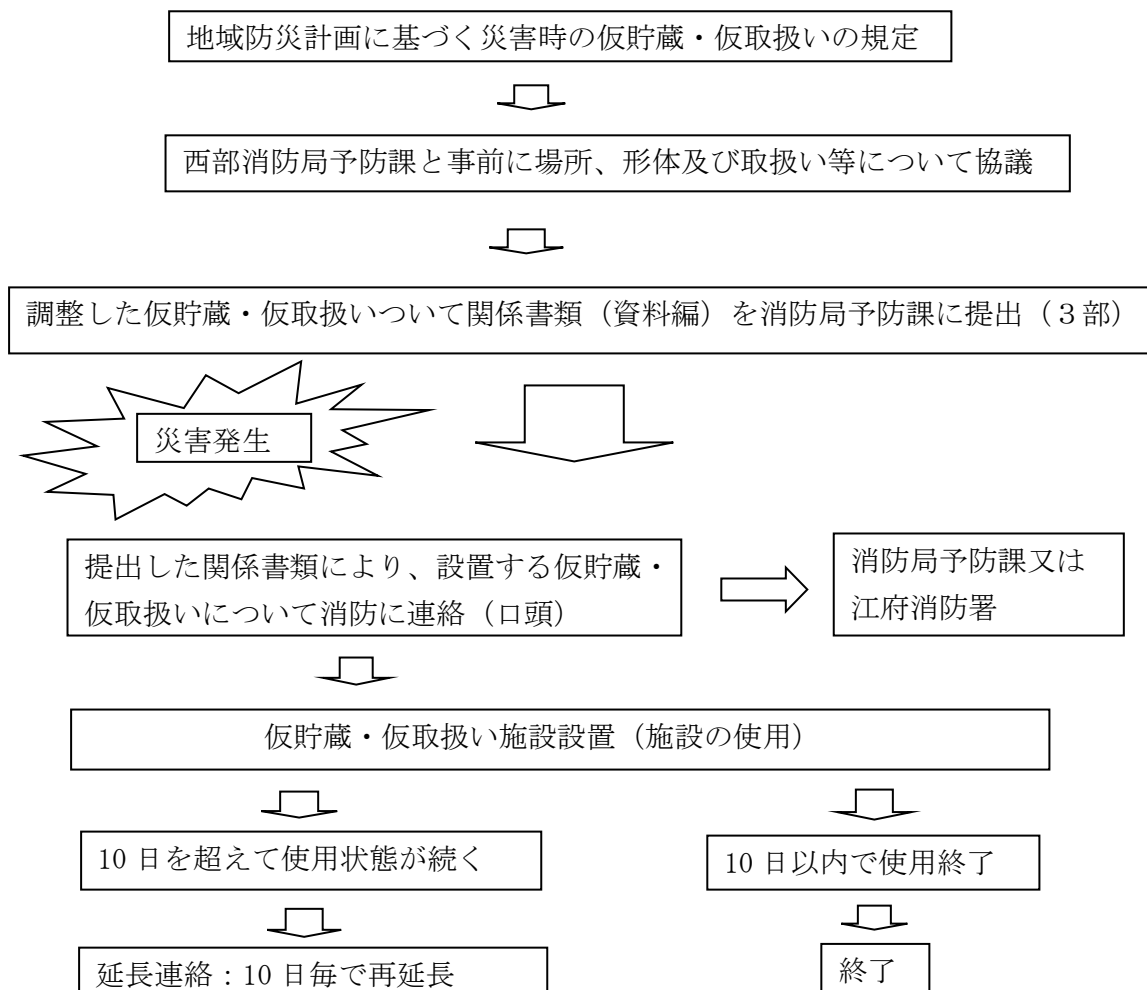 地域防災計画に基づく災害時の仮貯蔵・仮取扱いの規定
西部消防局予防課と事前に場所、形体及び取扱い等について協議
調整した仮貯蔵・仮取扱いついて関係書類（資料編）を消防局予防課に提出（３部）
災害発生
提出した関係書類により、設置する仮貯蔵・
仮取扱いについて消防に連絡（口頭）
消防局予防課又は
江府消防署
仮貯蔵・仮取扱い施設設置（施設の使用）
10 日を超えて使用状態が続く
10 日以内で使用終了
延長連絡：10 日毎で再延長
終了